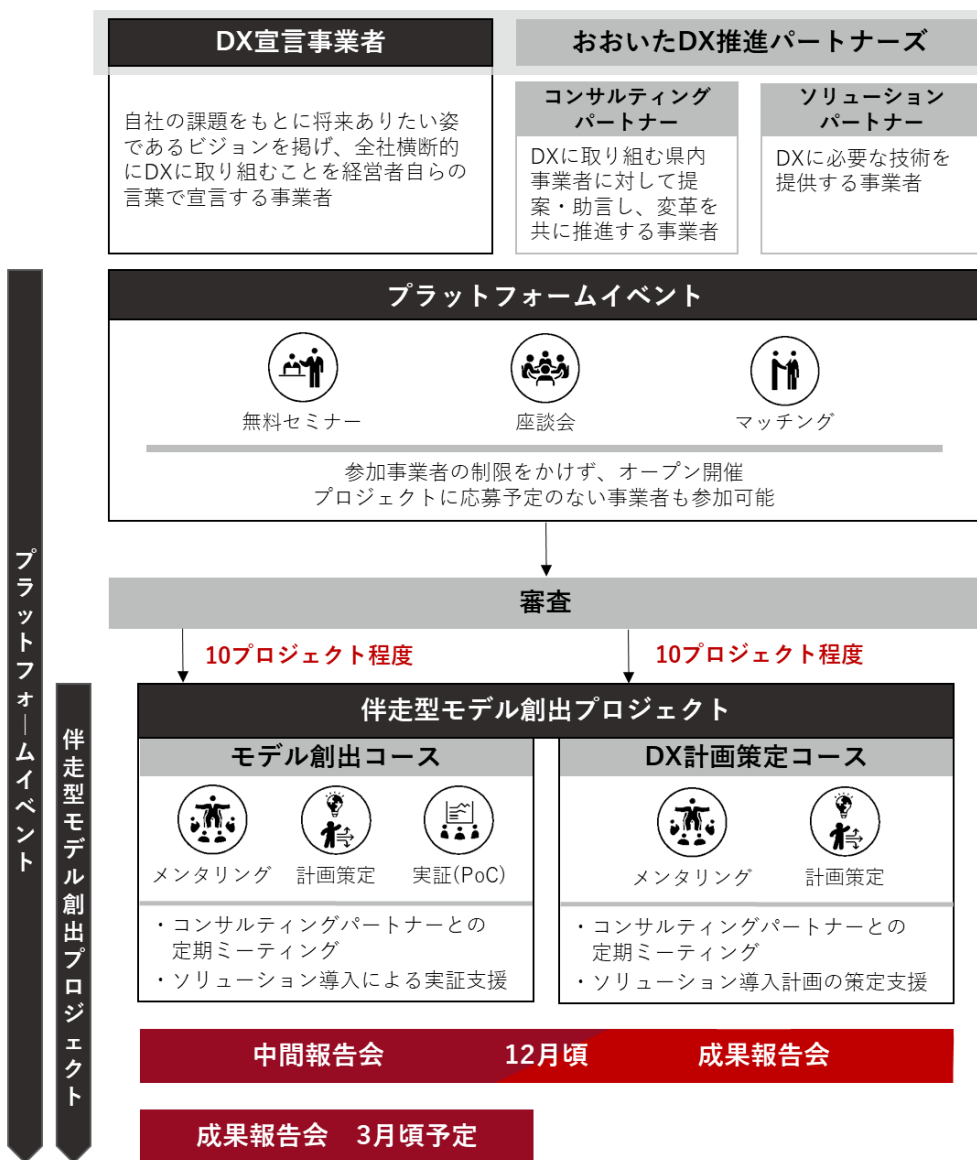 DX宣言事業者
おおいたDX推進パートナーズ
自社の課題をもとに将来ありたい姿
であるビジョンを掲げ、全社横断的
にDXに取り組むことを経営者自らの
言葉で宣言する事業者
コンサルティング
パートナー
DXに取り組む県内
事業者に対して提
案・助言し、変革を
共に推進する事業者
ソリューション
パートナー
DXに必要な技術を
提供する事業者
プラットフォームイベント
プラットフォームイベント
無料セミナー
座談会
マッチング
参加事業者の制限をかけず、オープン開催
プロジェクトに応募予定のない事業者も参加可能
審査
10プロジェクト程度
10プロジェクト程度
伴走型モデル創出プロジェクト
伴走型モデル創出プロジェクト
モデル創出コース
メンタリング
計画策定
実証(PoC)
・コンサルティングパートナーとの
定期ミーティング
・ソリューション導入による実証支援
DX計画策定コース
メンタリング
計画策定
・コンサルティングパートナーとの
定期ミーティング
・ソリューション導入計画の策定支援
中間報告会 12月頃 成果報告会
成果報告会 3月頃予定